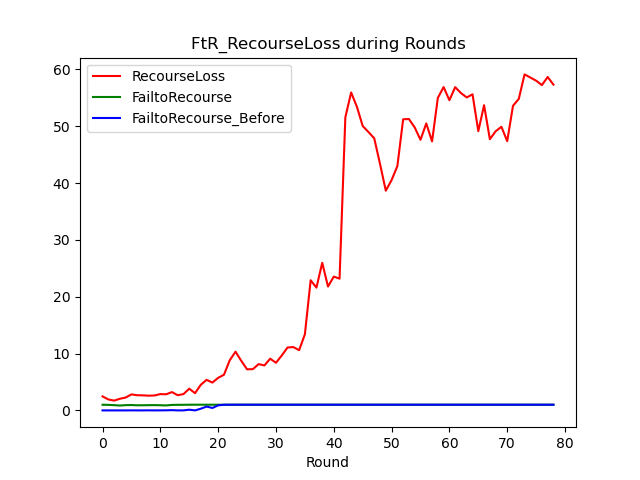 FtR_RecourseLoss during Rounds
RecourseLoss
FailtoRecourse
FailtoRecourse_Before
60
50
40
30
20
10
0
0 10 20 30 40 50 60 70 80
Round